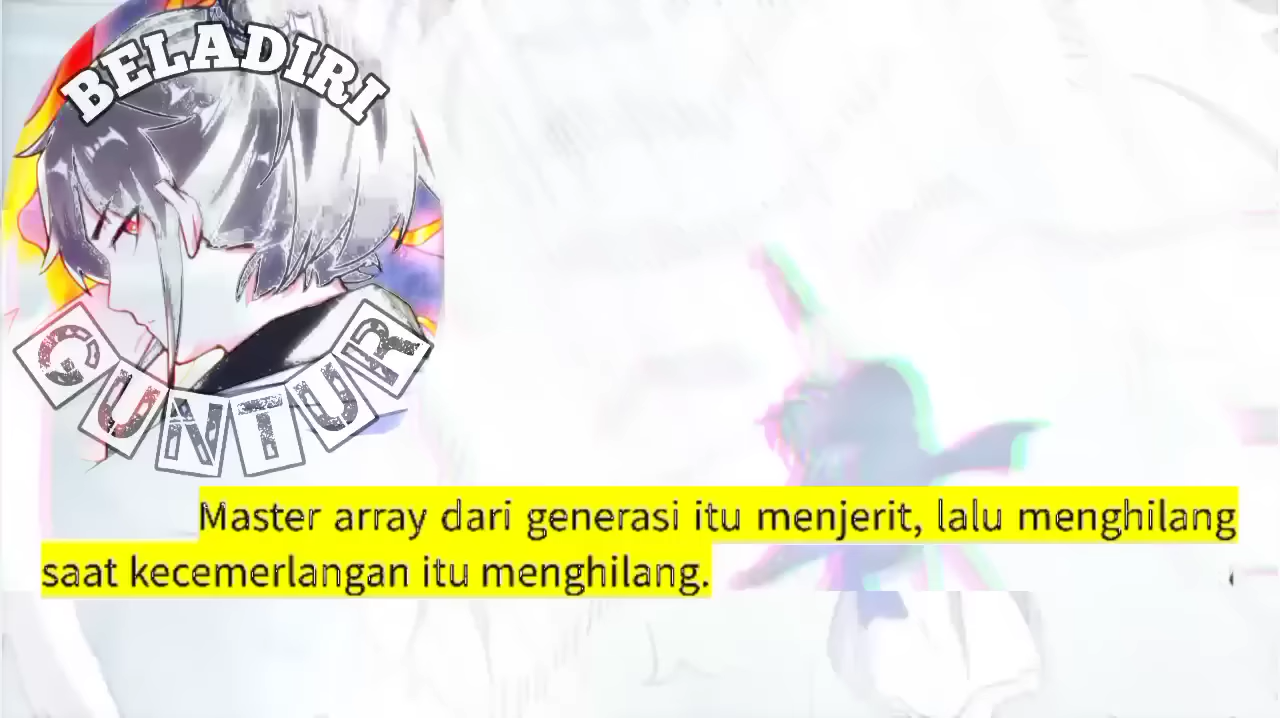 BELADIRI
GUNTUR
Master array dari generasi itu menjerit, lalu menghilang
saat kecemerlangan itu menghilang.